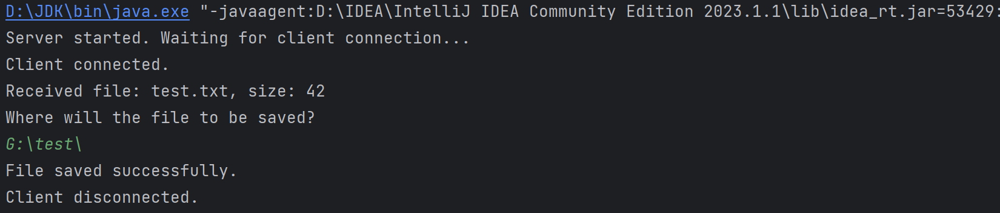 D:\JDK\bin\java.exe "-javaagent:D:\IDEA\IntelliJ IDEA Community Edition 2023.1.1\lib\idea_rt.jar=53429:
Server started. Waiting for client connection...
Client connected.
Received file: test.txt, size: 42
Where will the file to be saved?
G:\test\
File saved successfully.
Client disconnected.